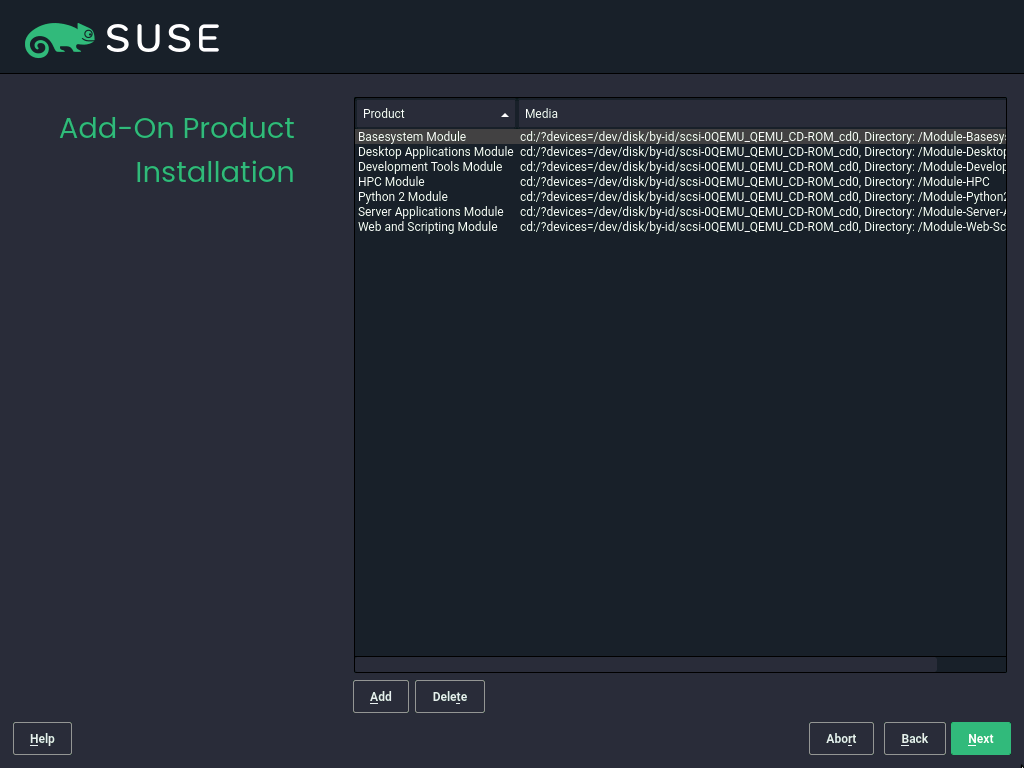 SUSE
Add-On Product
Installation
Product Media
Basesystem Module cd:/?devices=/dev/disk/by-id/scsi-0QEMU_QEMU_CD-ROM_cd0, Directory: /Module-Basesy
Desktop Applications Module cd:/?devices=/dev/disk/by-id/scsi-0QEMU_QEMU_CD-ROM_cd0, Directory: /Module-Desktop
Development Tools Module cd:/?devices=/dev/disk/by-id/scsi-0QEMU_QEMU_CD-ROM_cd0, Directory: /Module-Develop
HPC Module cd:/?devices=/dev/disk/by-id/scsi-0QEMU_QEMU_CD-ROM_cd0, Directory: /Module-HPC
Python 2 Module cd:/?devices=/dev/disk/by-id/scsi-0QEMU_QEMU_CD-ROM_cd0, Directory: /Module-Python2
Server Applications Module cd:/?devices=/dev/disk/by-id/scsi-0QEMU_QEMU_CD-ROM_cd0, Directory: /Module-Server-A
Web and Scripting Module cd:/?devices=/dev/disk/by-id/scsi-0QEMU_QEMU_CD-ROM_cd0, Directory: /Module-Web-Sc
Add Delete
Help Abort Back Next